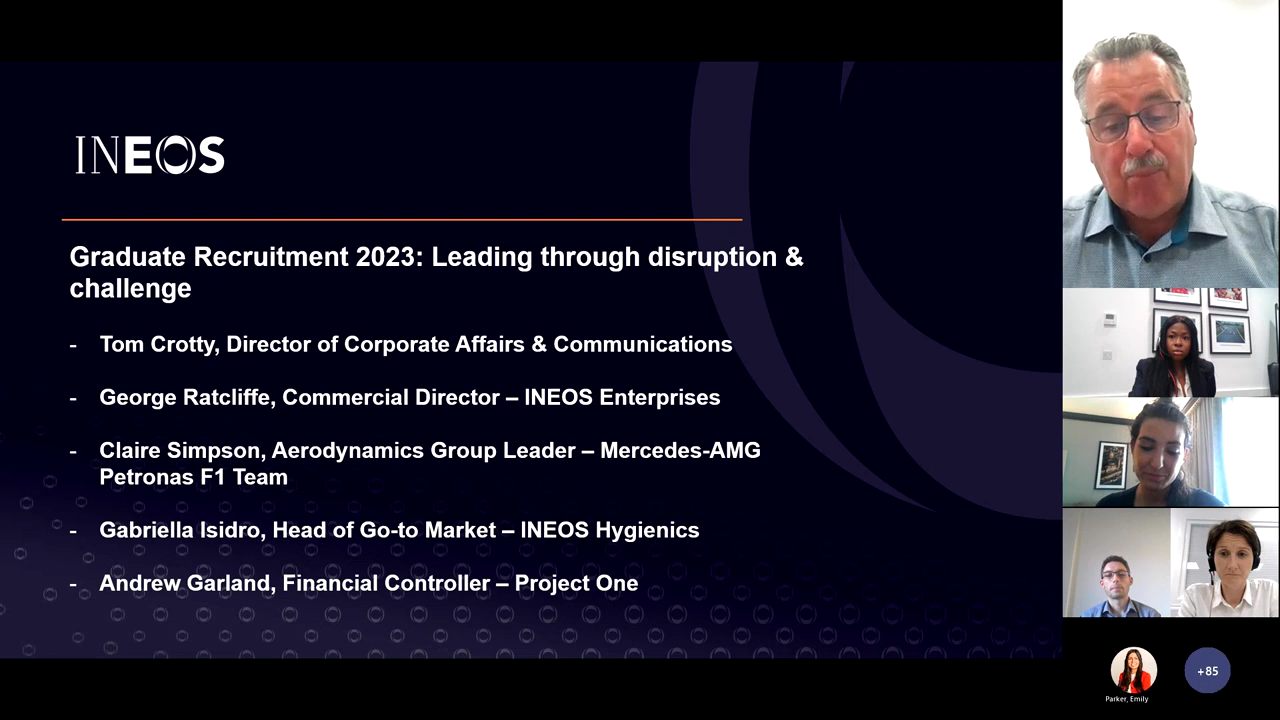 INEOS
Graduate Recruitment 2023: Leading through disruption &
challenge
- Tom Crotty, Director of Corporate Affairs & Communications
- George Ratcliffe, Commercial Director – INEOS Enterprises
- Claire Simpson, Aerodynamics Group Leader – Mercedes-AMG
Petronas F1 Team
- Gabriella Isidro, Head of Go-to Market – INEOS Hygienics
- Andrew Garland, Financial Controller – Project One
+85
Parker, Emily